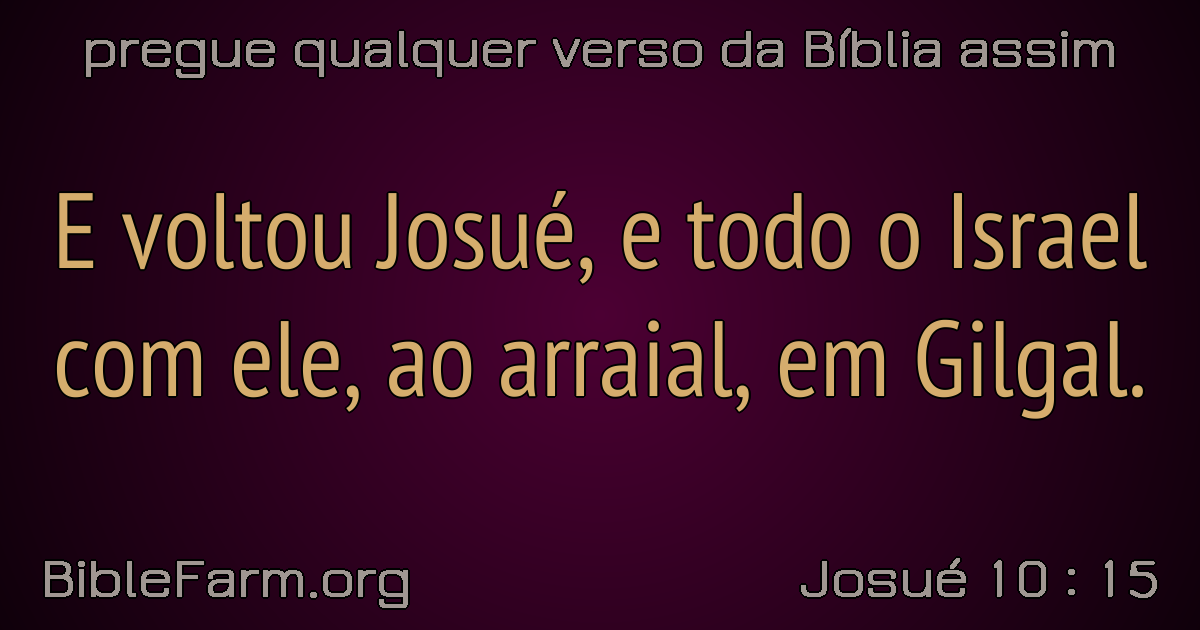 pregue qualquer verso da Bíblia assim
E voltou Josué, e todo o Israel
com ele, ao arraial, em Gilgal.
BibleFarm.org
Josué 10 : 15